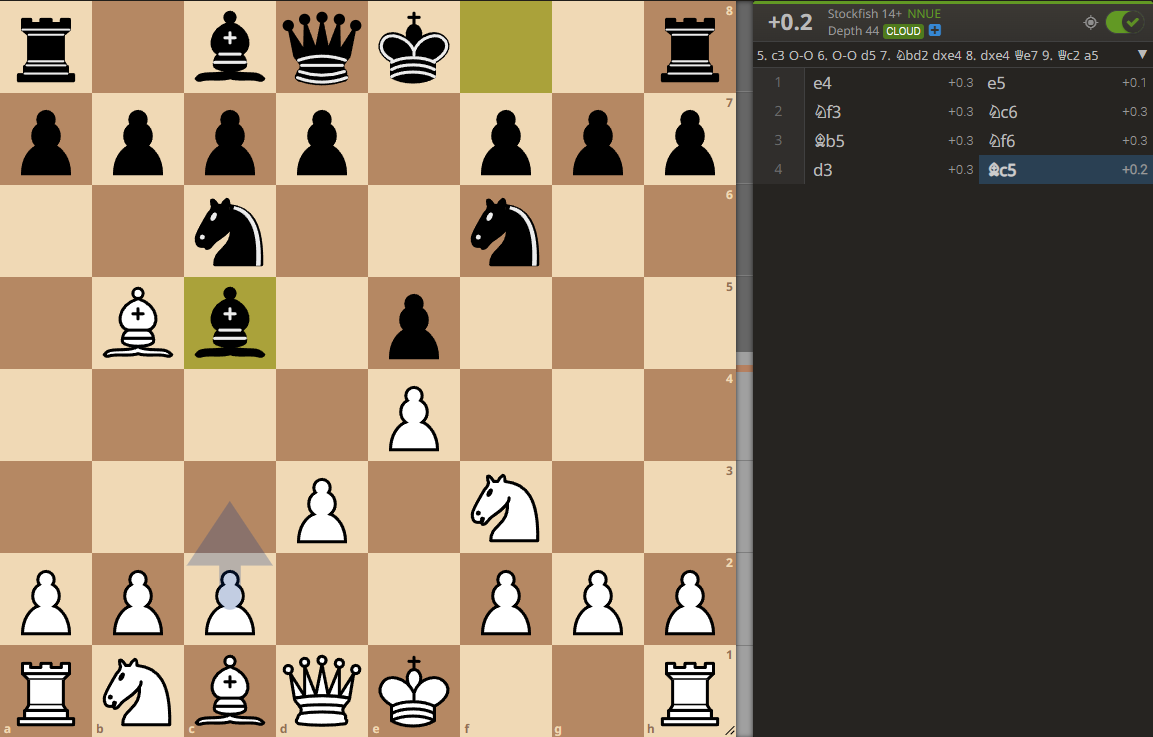 8
7
6
5
4
3
2
1
a b c d e f g h
+0.2
Stockfish 14+ NNUE
Depth 44 CLOUD
5. c3 O-O 6. O-O d5 7. ♘bd2 dxe4 8. dxe4 ♕e7 9. ♕c2 a5
1 e4 +0.3 e5 +0.1
2 ♘f3 +0.3 ♘c6 +0.3
3 ♗b5 +0.3 ♘f6 +0.3
4 d3 +0.3 ♗c5 +0.2